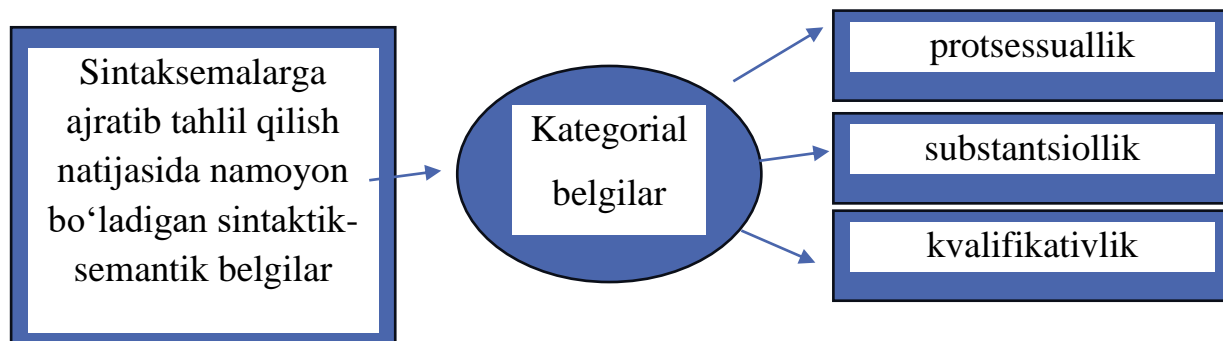 Sintaksemalarga
ajratib tahlil qilish
natijasida namoyon
bo‘ladigan sintaktik-
semantik belgilar
Kategorial
belgilar
protsessuallik
substantsiollik
kvalifikativlik